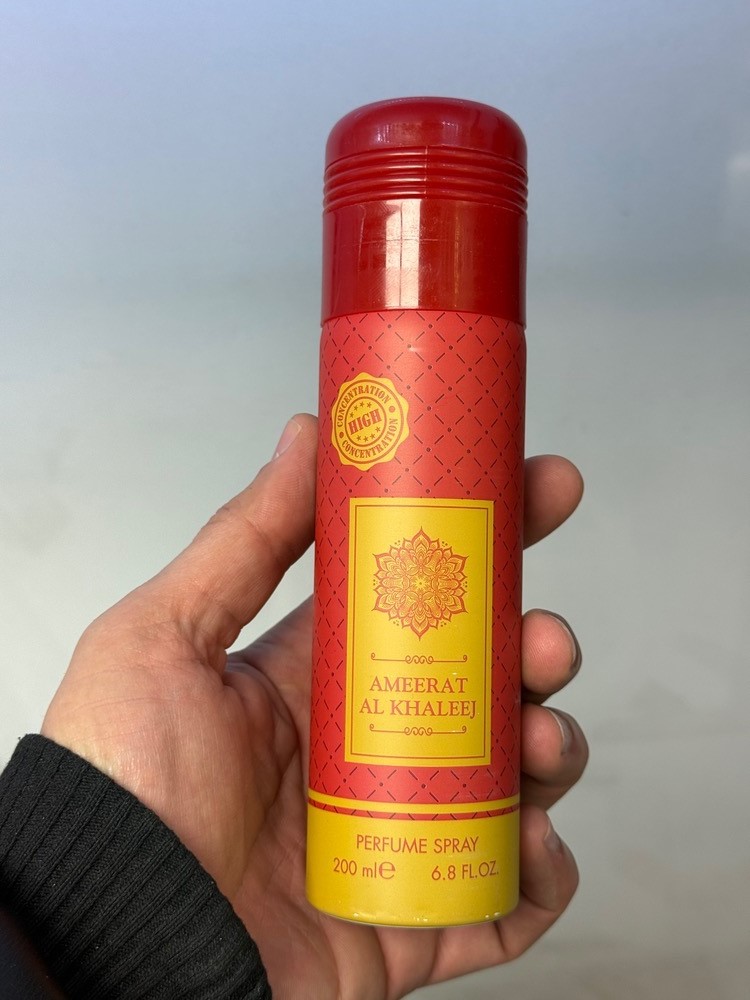 CONCENTRATION
HIGH
CONCENTRATION
AMEERAT
AL KHALEEJ
PERFUME SPRAY
200 ml℮ 6.8 FL.OZ.